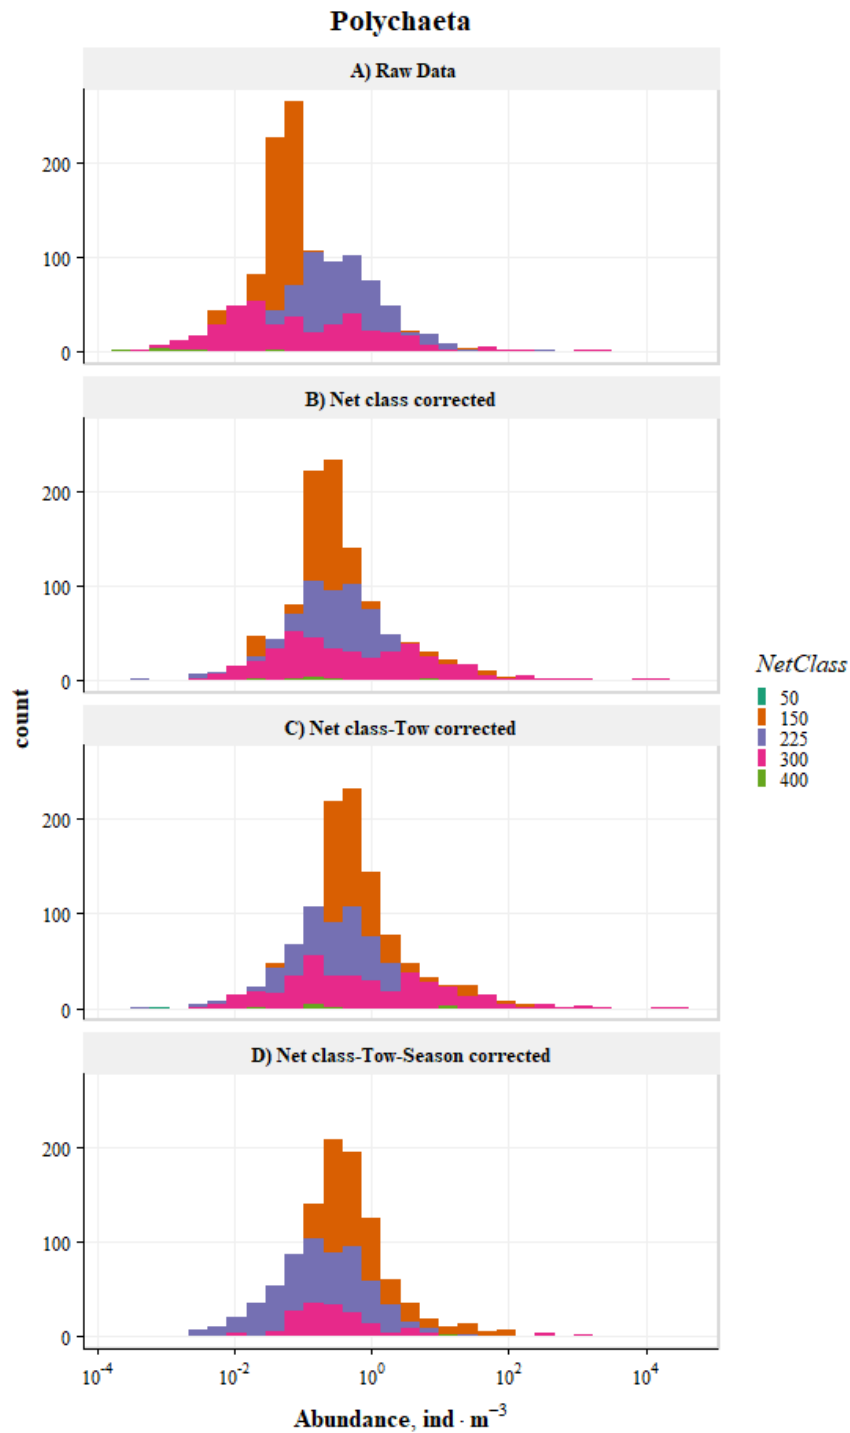 Polychaeta
A) Raw Data
200
100
0
B) Net class corrected
200
100
0
C) Net class-Tow corrected
200
100
0
D) Net class-Tow-Season corrected
200
100
0
10⁻⁴ 10⁻² 10⁰ 10² 10⁴
Abundance, ind · m⁻³
count
NetClass
50
150
225
300
400